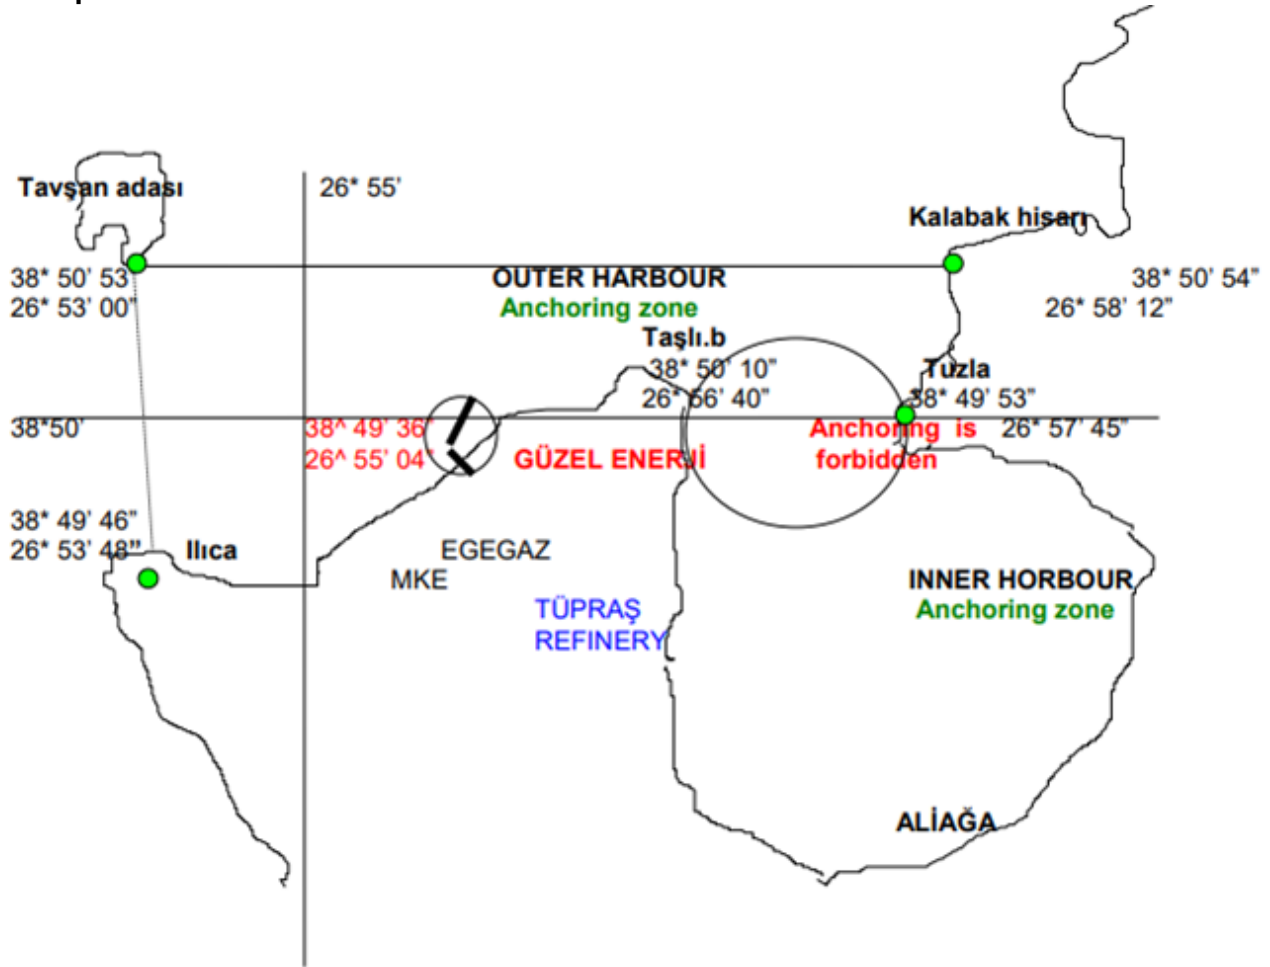 Tavşan adası
26* 55’
Kalabak hisarı
38* 50’ 53
26* 53’ 00”
OUTER HARBOUR
Anchoring zone
38* 50’ 54”
26* 58’ 12”
Taşlı.b
38* 50’ 10”
26* 56’ 40”
Tuzla
38* 49’ 53”
26* 57’ 45”
38*50’
38^ 49’ 36”
26^ 55’ 04”
GÜZEL ENERJİ
Anchoring is
forbidden
38* 49’ 46”
26* 53’ 48”
Ilıca
EGEGAZ
MKE
TÜPRAŞ
REFINERY
INNER HORBOUR
Anchoring zone
ALİAĞA